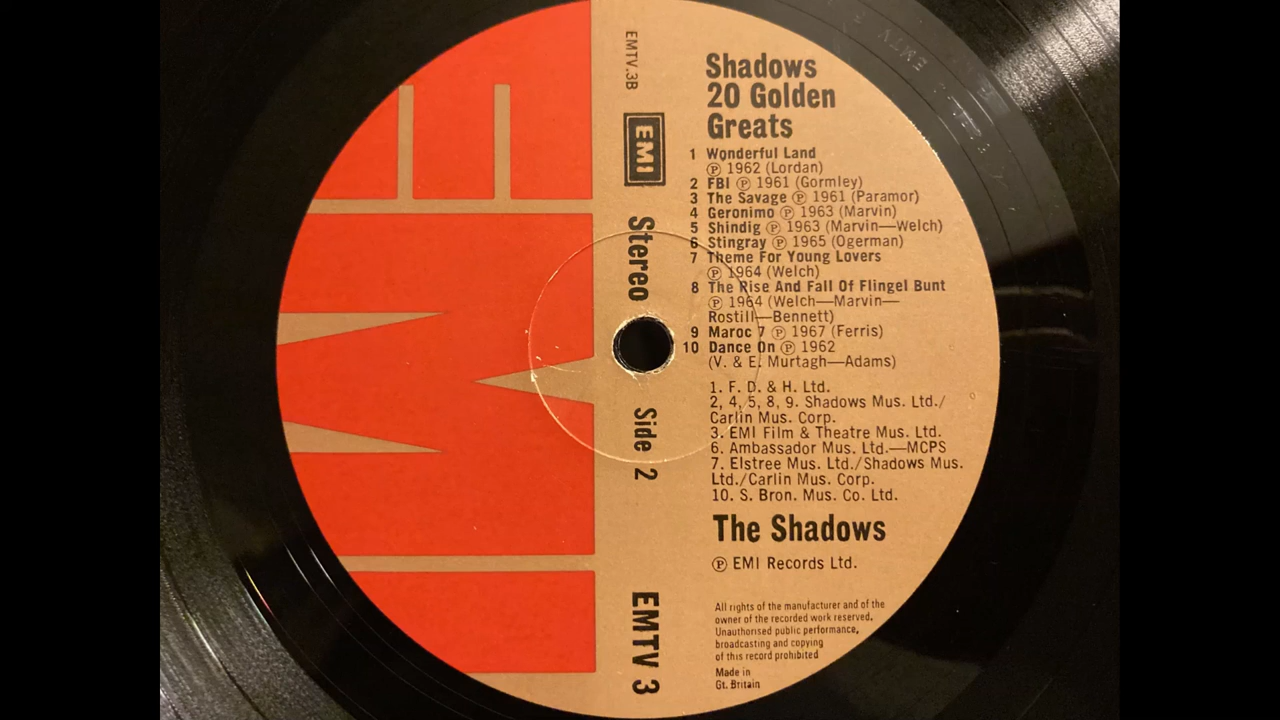 EMTV.3B
EMI
Stereo
Side 2
EMTV 3
Shadows
20 Golden
Greats
1 Wonderful Land
℗ 1962 (Lordan)
2 FBI ℗ 1961 (Gormley)
3 The Savage ℗ 1961 (Paramor)
4 Geronimo ℗ 1963 (Marvin)
5 Shindig ℗ 1963 (Marvin—Welch)
6 Stingray ℗ 1965 (Ogerman)
7 Theme For Young Lovers
℗ 1964 (Welch)
8 The Rise And Fall Of Flingel Bunt
℗ 1964 (Welch—Marvin—
Rostill—Bennett)
9 Maroc 7 ℗ 1967 (Ferris)
10 Dance On ℗ 1962
(V. & E. Murtagh—Adams)
1. F. D. & H. Ltd.
2, 4, 5, 8, 9. Shadows Mus. Ltd./
Carlin Mus. Corp.
3. EMI Film & Theatre Mus. Ltd.
6. Ambassador Mus. Ltd.—MCPS
7. Elstree Mus. Ltd./Shadows Mus.
Ltd./Carlin Mus. Corp.
10. S. Bron. Mus. Co. Ltd.
The Shadows
℗ EMI Records Ltd.
All rights of the manufacturer and of the
owner of the recorded work reserved.
Unauthorised public performance,
broadcasting and copying
of this record prohibited
Made in
Gt. Britain